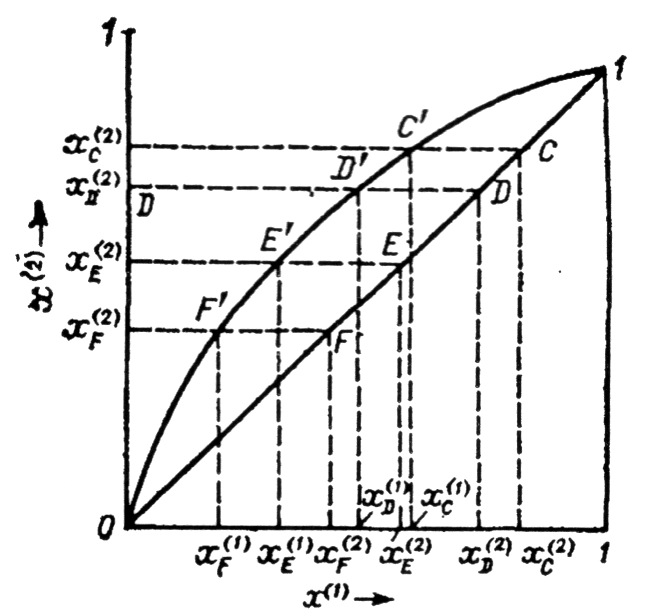 1
1
x_C^(2)
C'
C
x_D^(2)
D'
D
D
x^(2)
x_E^(2)
E'
E
x_F^(2)
F'
F
x_D^(1)
x_C^(1)
0
x_F^(1) x_E^(1) x_F^(2) x_E^(2) x_D^(2) x_C^(2) 1
x^(1)